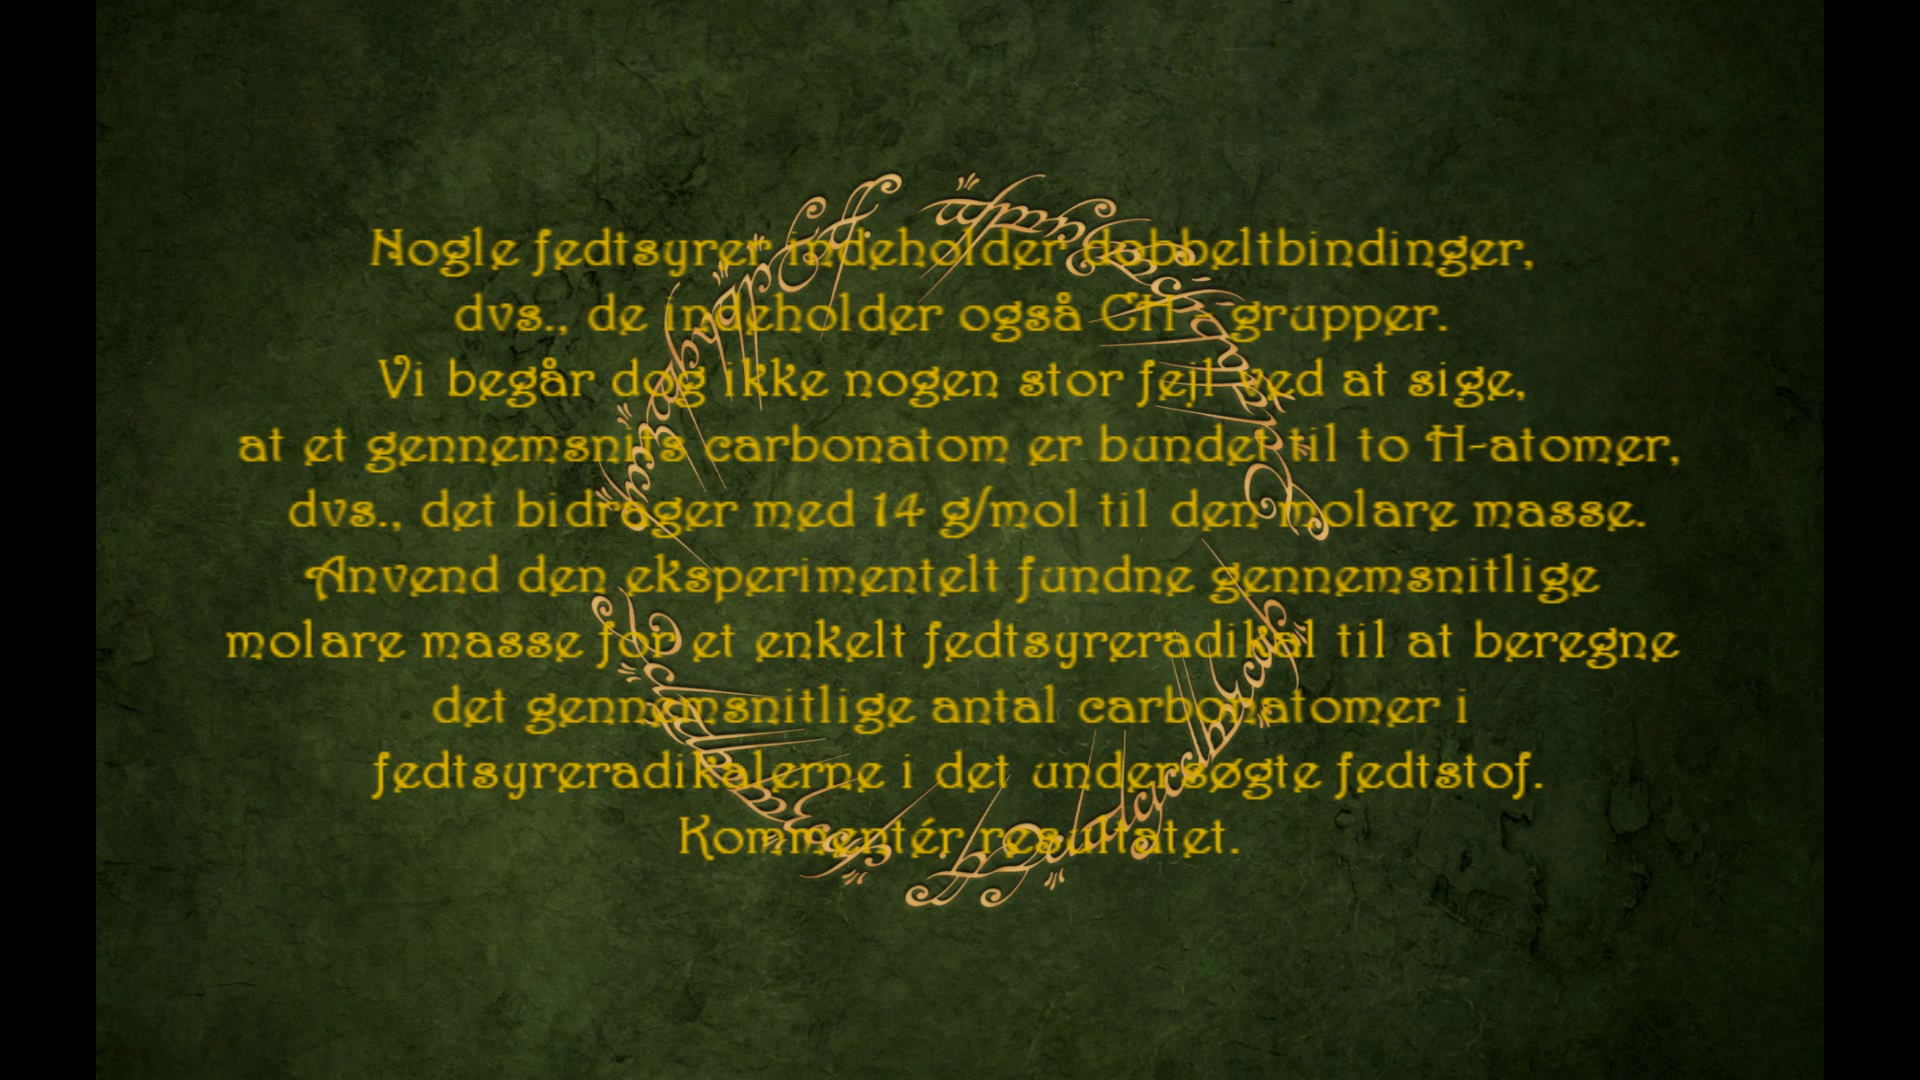 Nogle fedtsyrer indeholder dobbeltbindinger,
dvs., de indeholder også CH - grupper.
Vi begår dog ikke nogen stor fejl ved at sige,
at et gennemsnits carbonatom er bundet til to H-atomer,
dvs., det bidrager med 14 g/mol til den molare masse.
Anvend den eksperimentelt fundne gennemsnitlige
molare masse for et enkelt fedtsyreradikal til at beregne
det gennemsnitlige antal carbonatomer i
fedtsyreradikalerne i det undersøgte fedtstof.
Kommentér resultatet.